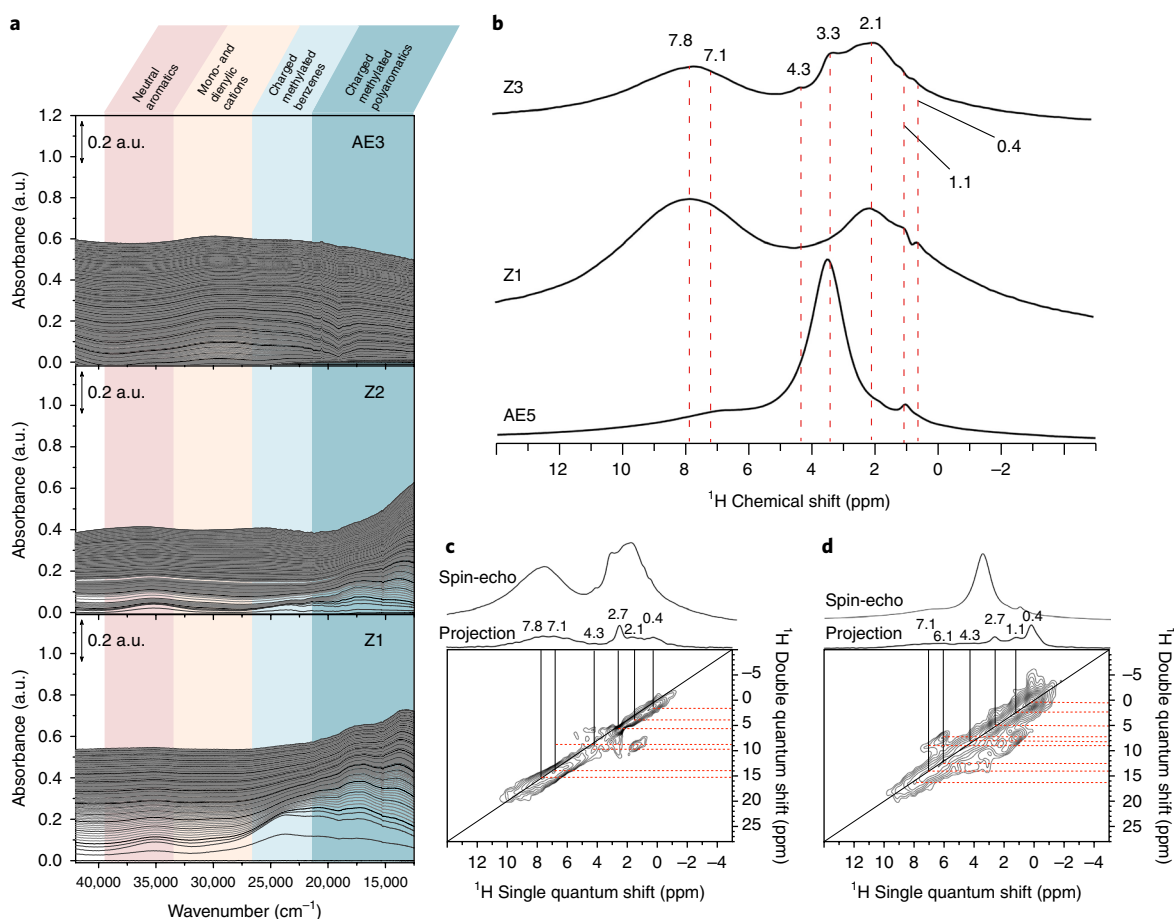 a
Neutral
aromatics
Mono- and
dienylic
cations
Charged
methylated
benzenes
Charged
methylated
polyaromatics
1.2
1.0
0.8
0.6
0.4
0.2
0.0
0.2 a.u.
AE3
Absorbance (a.u.)
1.0
0.8
0.6
0.4
0.2
0.0
0.2 a.u.
Z2
Absorbance (a.u.)
1.0
0.8
0.6
0.4
0.2
0.0
0.2 a.u.
Z1
Absorbance (a.u.)
40,000 35,000 30,000 25,000 20,000 15,000
Wavenumber (cm⁻¹)
b
7.8
7.1
4.3
3.3
2.1
0.4
1.1
Z3
Z1
AE5
12 10 8 6 4 2 0 −2
¹H Chemical shift (ppm)
c
Spin-echo
Projection
7.8 7.1 4.3 2.7 2.1 0.4
−5
0
5
10
15
20
25
¹H Double quantum shift (ppm)
10 8 6 4 2 0 −2 −4
¹H Single quantum shift (ppm)
d
Spin-echo
Projection
7.1 6.1 4.3 2.7 1.1 0.4
−5
0
5
10
15
20
25
¹H Double quantum shift (ppm)
10 8 6 4 2 0 −2 −4
¹H Single quantum shift (ppm)